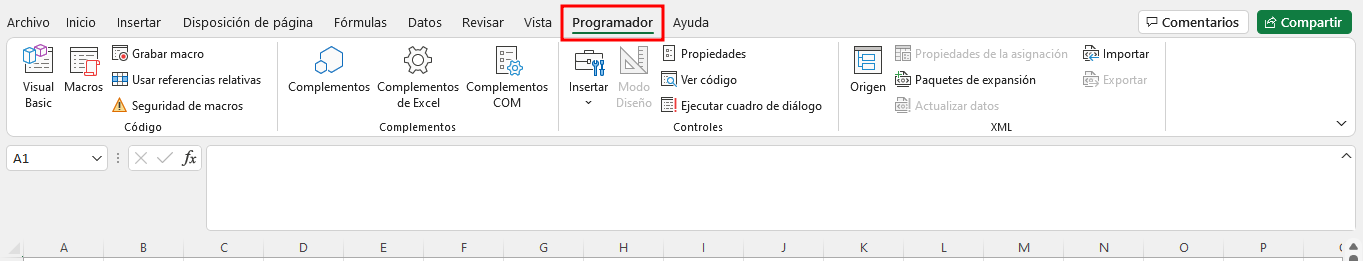 Archivo Inicio Insertar Disposición de página Fórmulas Datos Revisar Vista Programador Ayuda Comentarios Compartir
Visual Basic
Macros
Grabar macro
Usar referencias relativas
Seguridad de macros
Código
Complementos
Complementos de Excel
Complementos COM
Complementos
Insertar
Modo Diseño
Propiedades
Ver código
Ejecutar cuadro de diálogo
Controles
Origen
Propiedades de la asignación
Paquetes de expansión
Actualizar datos
Importar
Exportar
XML
A1 fx
A B C D E F G H I J K L M N O P